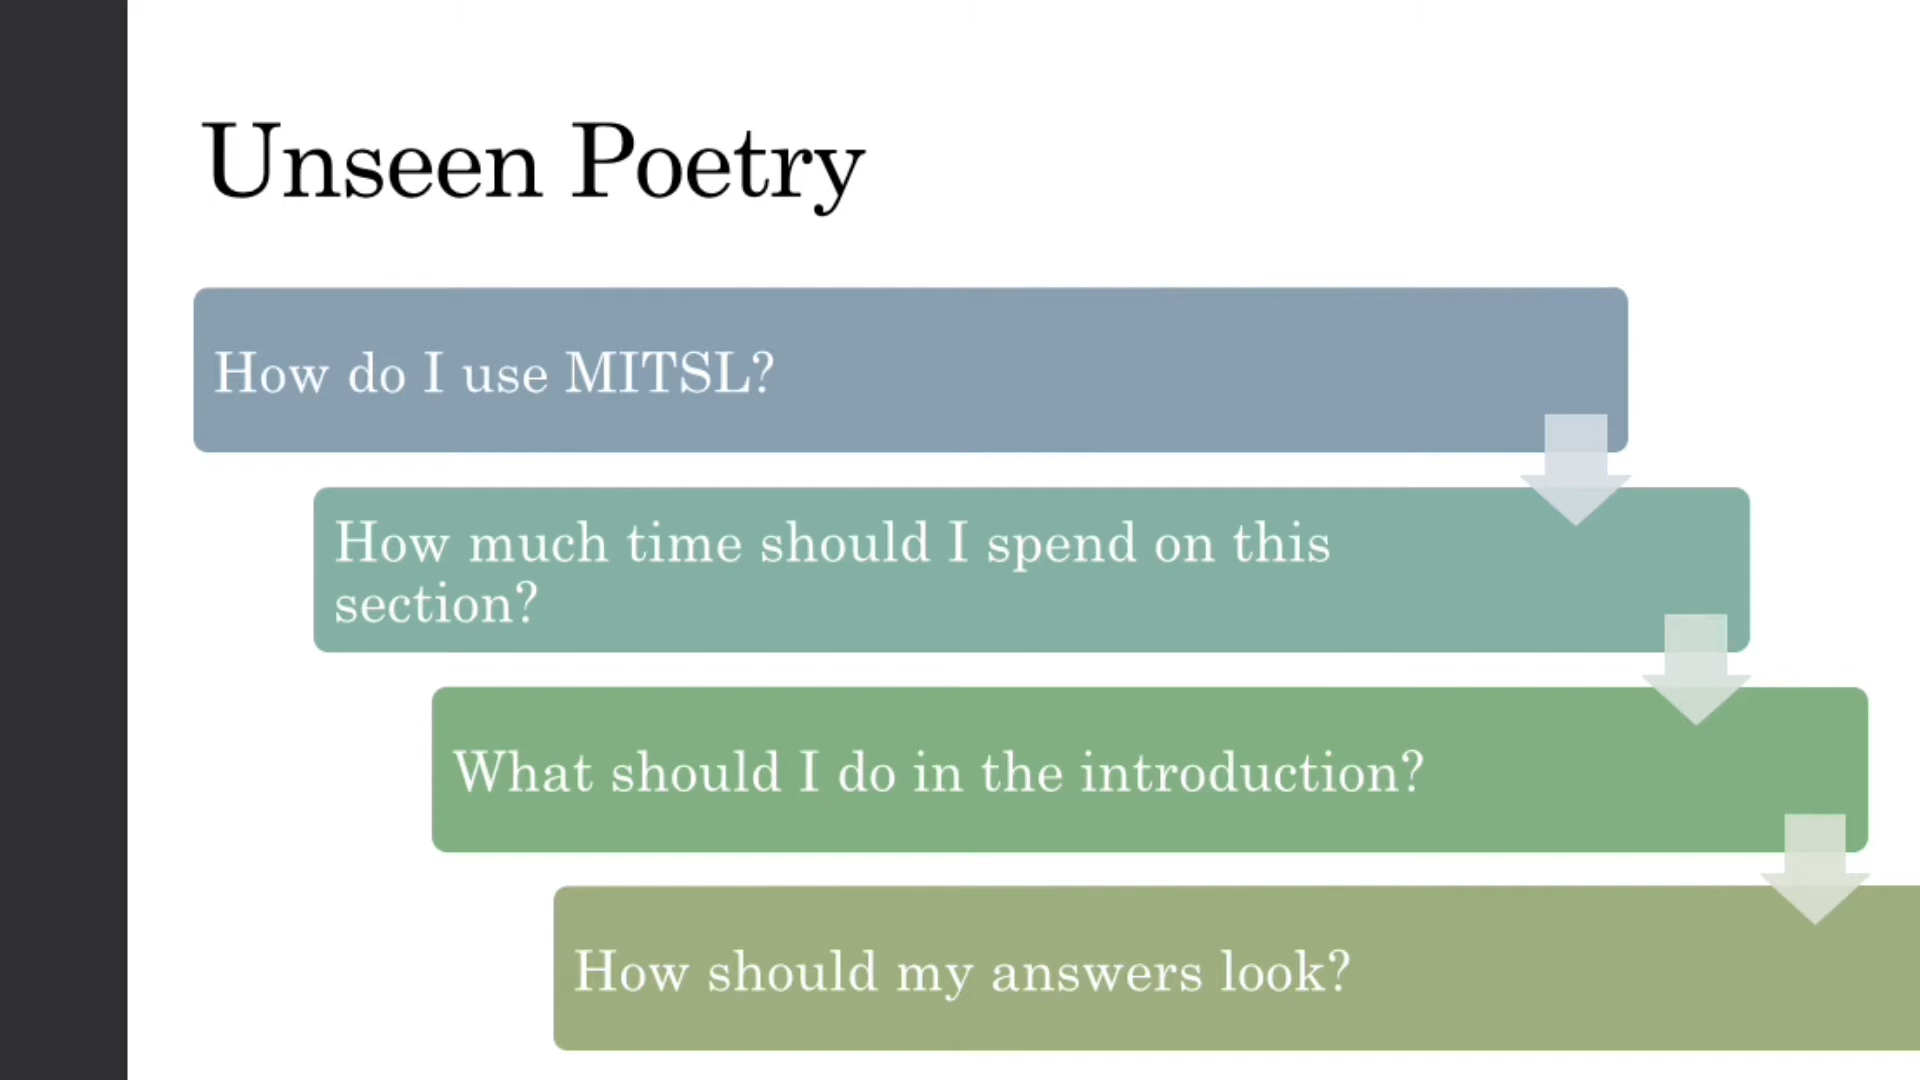 Unseen Poetry
How do I use MITSL?
How much time should I spend on this
section?
What should I do in the introduction?
How should my answers look?